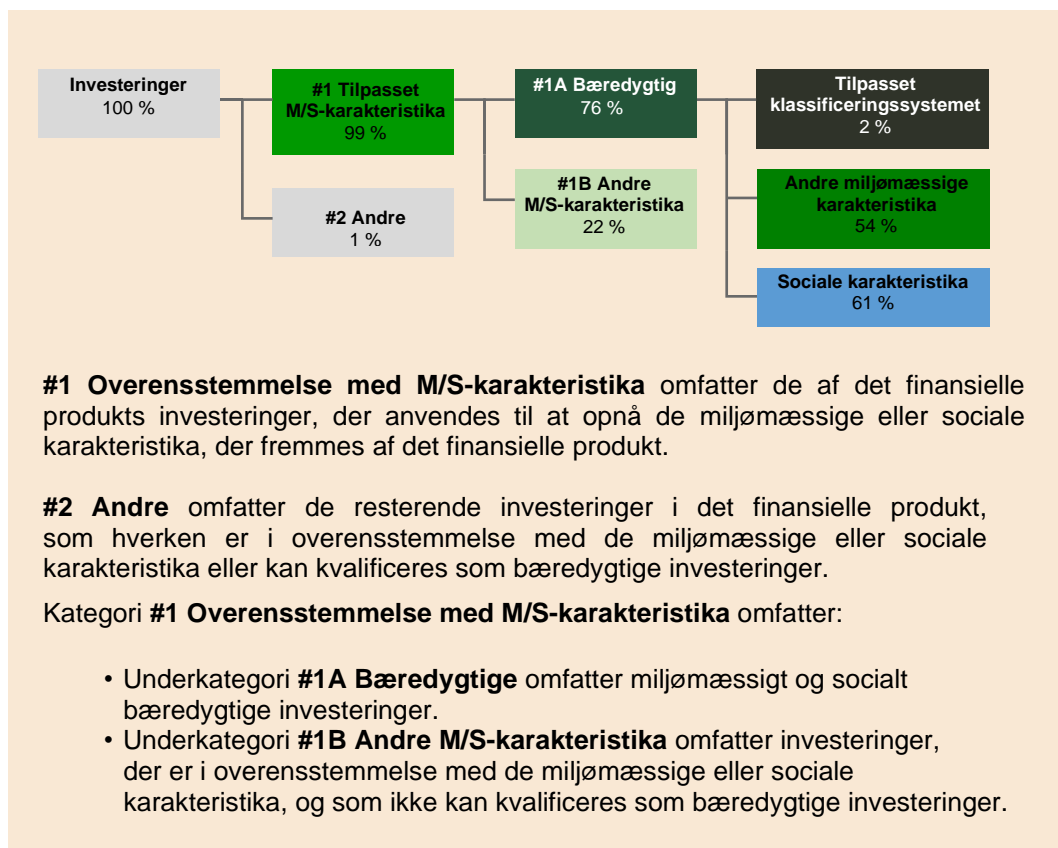 Investeringer
100 %
#1 Tilpasset
M/S-karakteristika
99 %
#2 Andre
1 %
#1A Bæredygtig
76 %
#1B Andre
M/S-karakteristika
22 %
Tilpasset
klassificeringssystemet
2 %
Andre miljømæssige
karakteristika
54 %
Sociale karakteristika
61 %
#1 Overensstemmelse med M/S-karakteristika omfatter de af det finansielle
produkts investeringer, der anvendes til at opnå de miljømæssige eller sociale
karakteristika, der fremmes af det finansielle produkt.
#2 Andre omfatter de resterende investeringer i det finansielle produkt,
som hverken er i overensstemmelse med de miljømæssige eller sociale
karakteristika eller kan kvalificeres som bæredygtige investeringer.
Kategori #1 Overensstemmelse med M/S-karakteristika omfatter:
• Underkategori #1A Bæredygtige omfatter miljømæssigt og socialt
bæredygtige investeringer.
• Underkategori #1B Andre M/S-karakteristika omfatter investeringer,
der er i overensstemmelse med de miljømæssige eller sociale
karakteristika, og som ikke kan kvalificeres som bæredygtige investeringer.